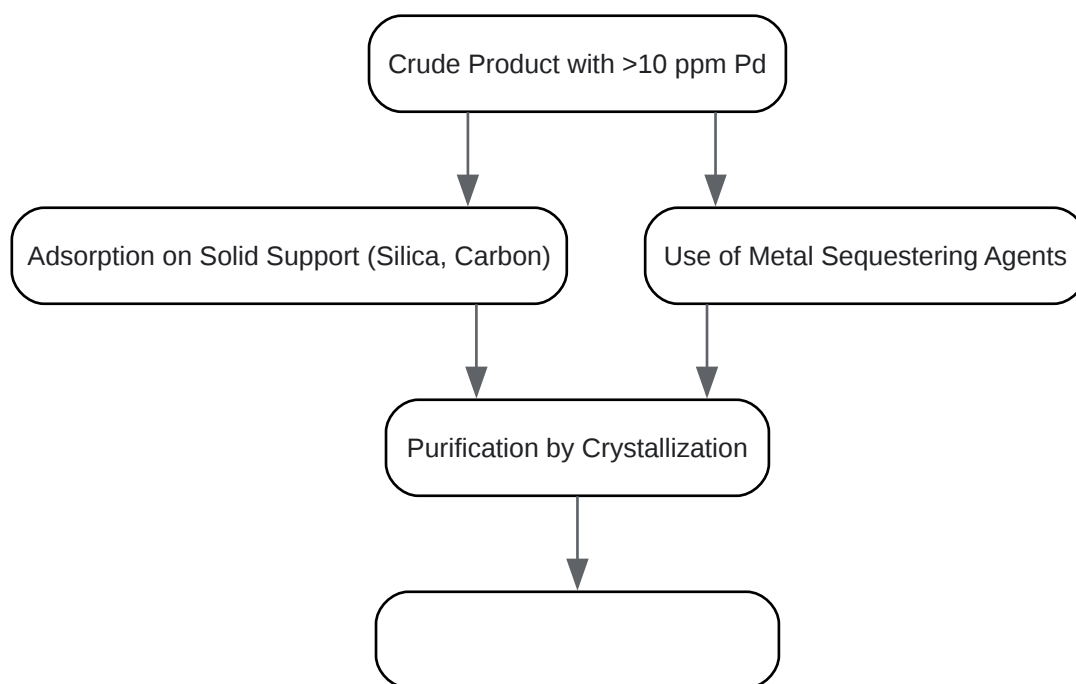 Crude Product with >10 ppm Pd
Adsorption on Solid Support (Silica, Carbon)
Use of Metal Sequestering Agents
Purification by Crystallization